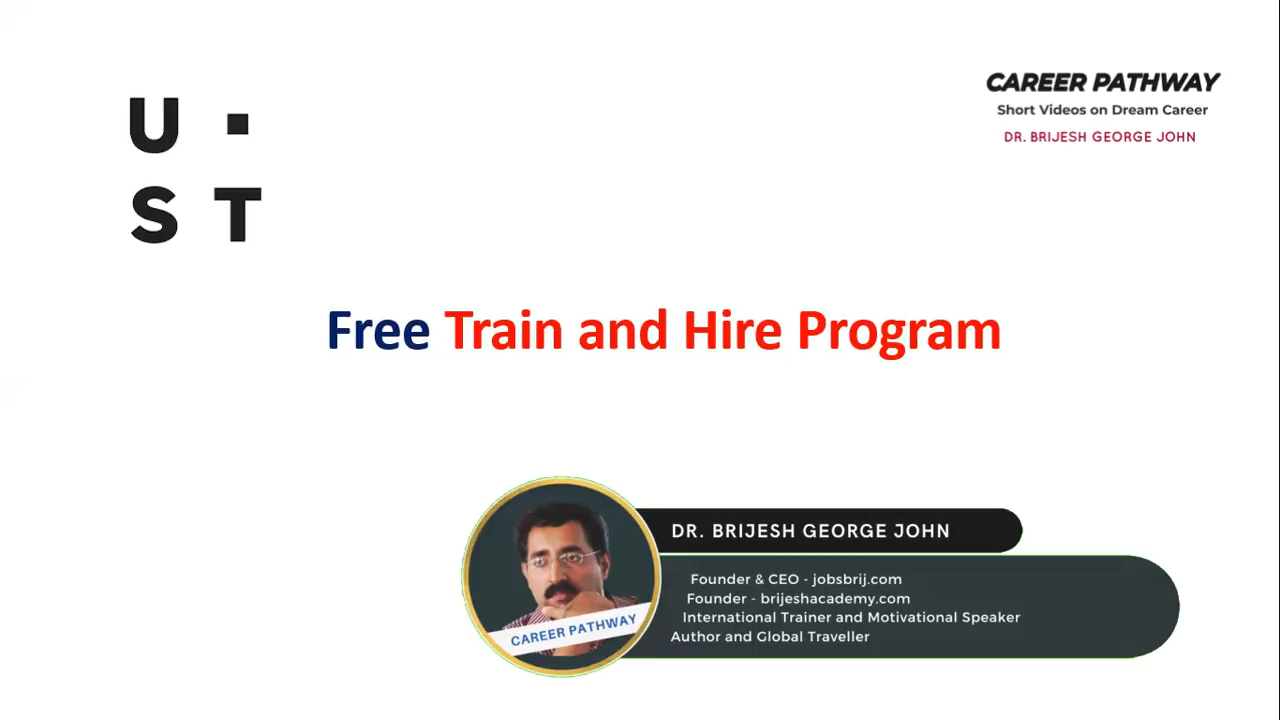 U ▪
S T
CAREER PATHWAY
Short Videos on Dream Career
DR. BRIJESH GEORGE JOHN
Free Train and Hire Program
DR. BRIJESH GEORGE JOHN
Founder & CEO - jobsbrij.com
Founder - brijeshacademy.com
International Trainer and Motivational Speaker
Author and Global Traveller
CAREER PATHWAY